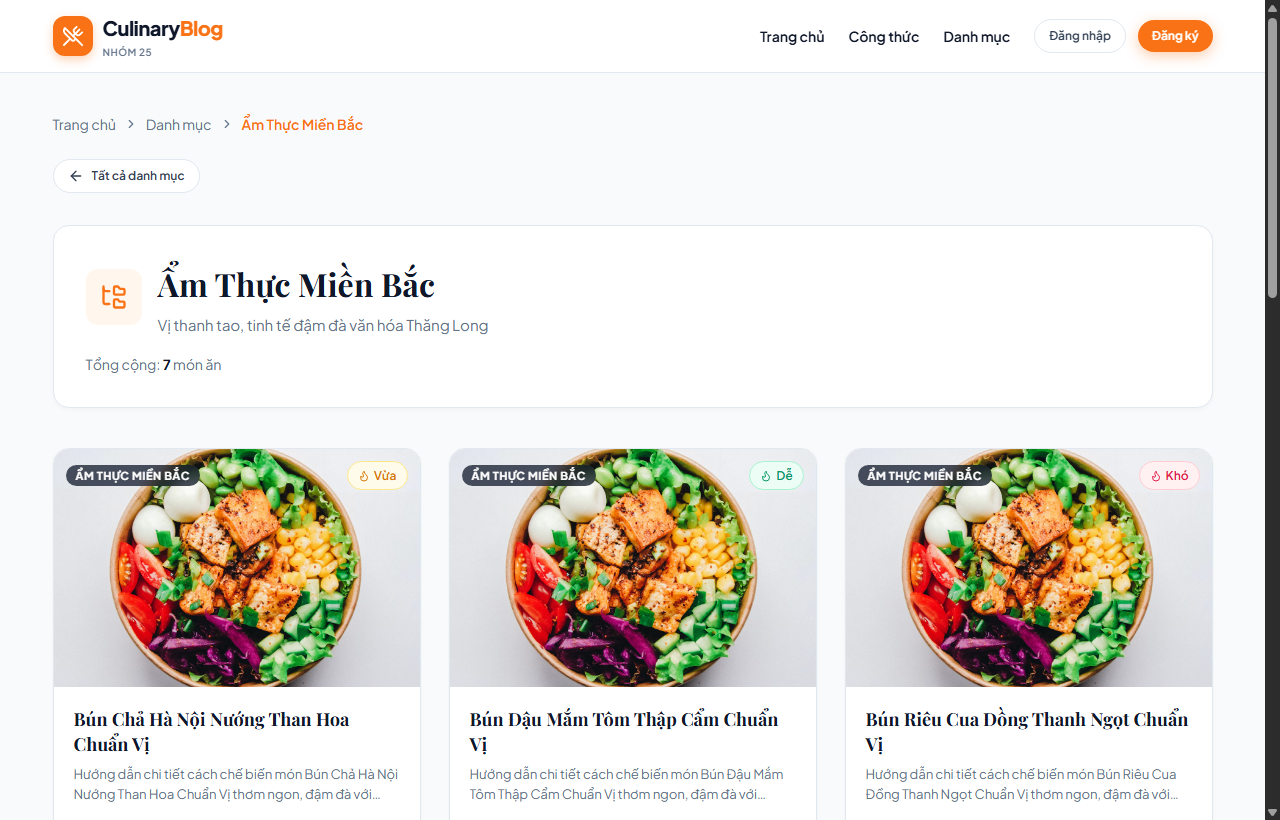 CulinaryBlog
NHÓM 25
Trang chủ
Công thức
Danh mục
Đăng nhập
Đăng ký
Trang chủ > Danh mục > Ẩm Thực Miền Bắc
← Tất cả danh mục
Ẩm Thực Miền Bắc
Vị thanh tao, tinh tế đậm đà văn hóa Thăng Long
Tổng cộng: 7 món ăn
ẨM THỰC MIỀN BẮC
Vừa
Bún Chả Hà Nội Nướng Than Hoa
Chuẩn Vị
Hướng dẫn chi tiết cách chế biến món Bún Chả Hà Nội
Nướng Than Hoa Chuẩn Vị thơm ngon, đậm đà với...
ẨM THỰC MIỀN BẮC
Dễ
Bún Dậu Mắm Tôm Thập Cẩm Chuẩn
Vị
Hướng dẫn chi tiết cách chế biến món Bún Đậu Mắm
Tôm Thập Cẩm Chuẩn Vị thơm ngon, đậm đà với...
ẨM THỰC MIỀN BẮC
Khó
Bún Riêu Cua Đồng Thanh Ngọt Chuẩn
Vị
Hướng dẫn chi tiết cách chế biến món Bún Riêu Cua
Đồng Thanh Ngọt Chuẩn Vị thơm ngon, đậm đà với...